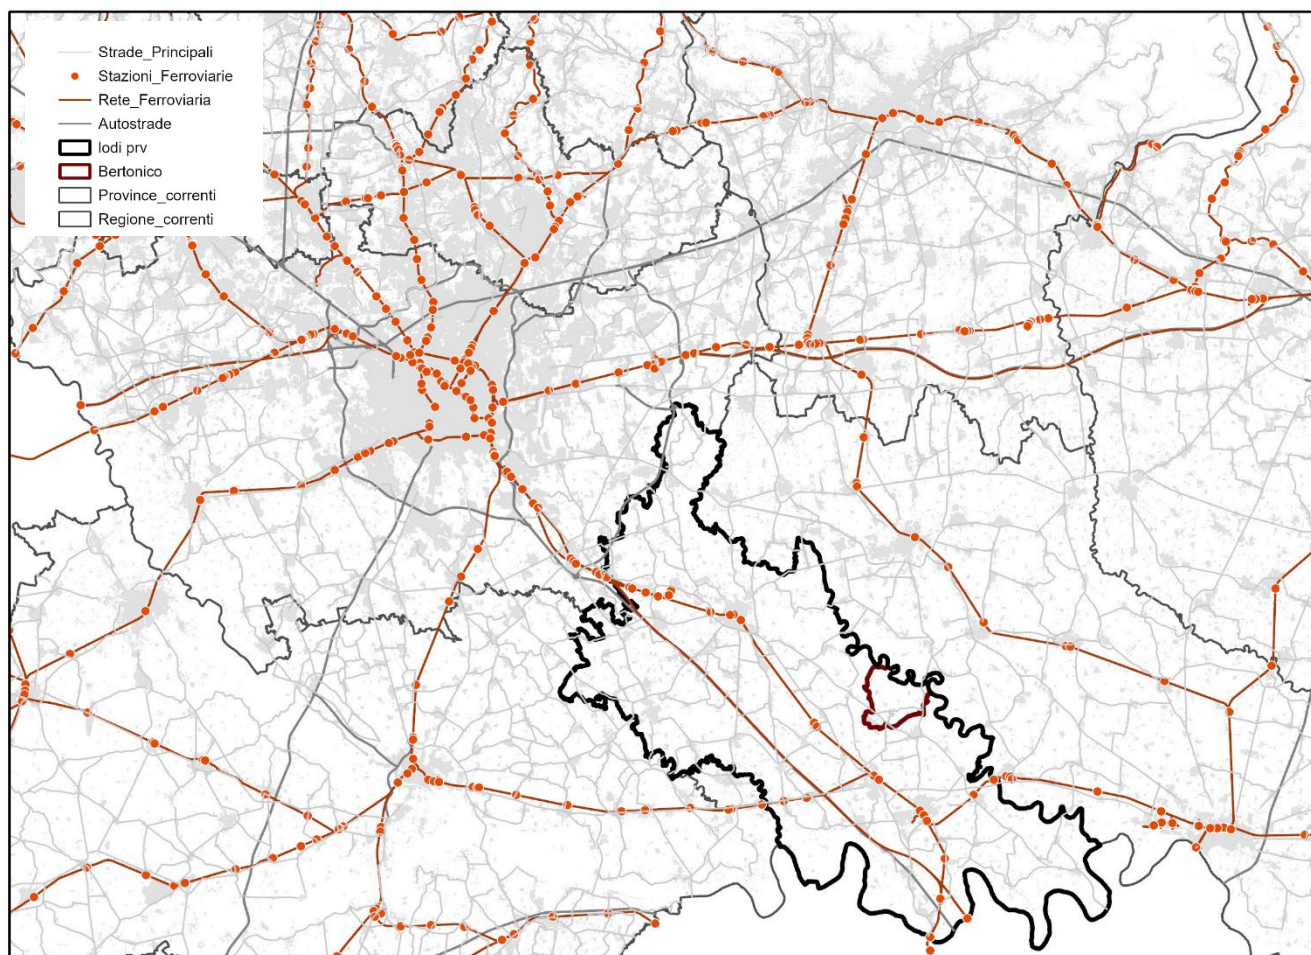 Strade_Principali
Stazioni_Ferroviarie
Rete_Ferroviaria
Autostrade
lodi prv
Bertonico
Province_correnti
Regione_correnti